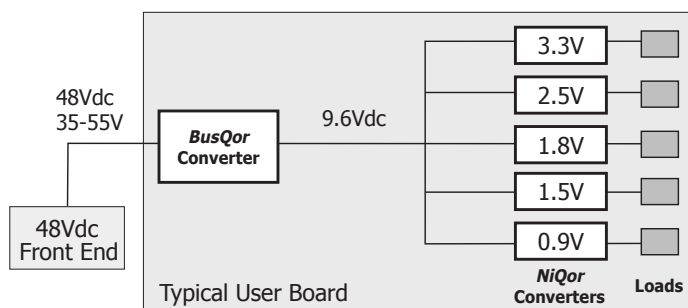 48Vdc
35-55V
BusQor
Converter
9.6Vdc
3.3V
2.5V
1.8V
1.5V
0.9V
48Vdc
Front End
Typical User Board
NiQor
Converters
Loads